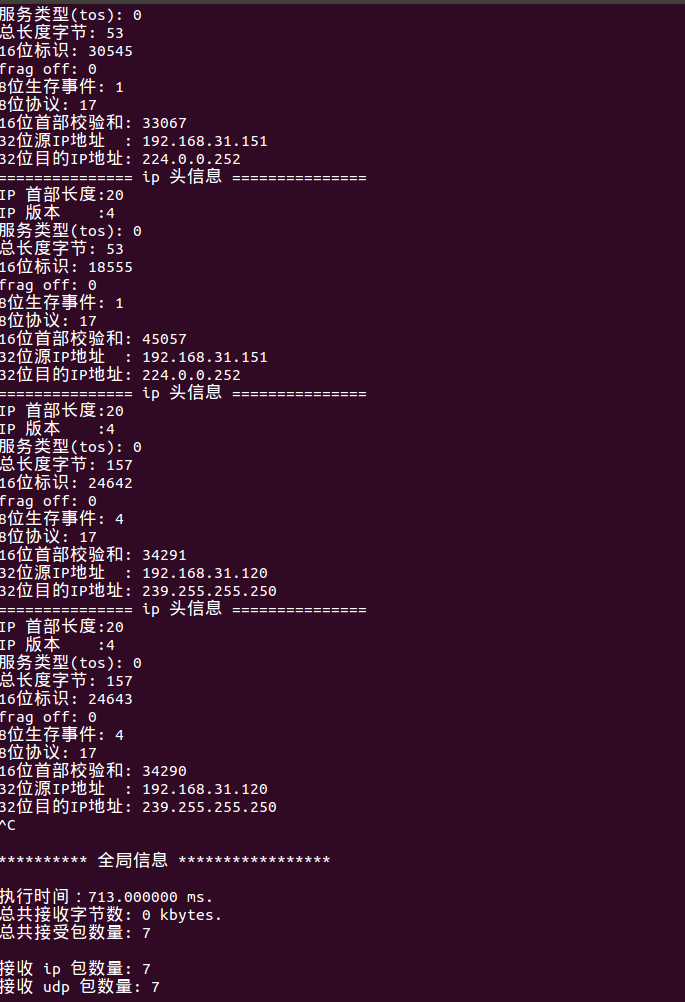 服务类型(tos): 0
总长度字节: 53
16位标识: 30545
frag off: 0
8位生存事件: 1
8位协议: 17
16位首部校验和: 33067
32位源IP地址  : 192.168.31.151
32位目的IP地址: 224.0.0.252
=============== ip 头信息 ===============
IP 首部长度:20
IP 版本    :4
服务类型(tos): 0
总长度字节: 53
16位标识: 18555
frag off: 0
8位生存事件: 1
8位协议: 17
16位首部校验和: 45057
32位源IP地址  : 192.168.31.151
32位目的IP地址: 224.0.0.252
=============== ip 头信息 ===============
IP 首部长度:20
IP 版本    :4
服务类型(tos): 0
总长度字节: 157
16位标识: 24642
frag off: 0
8位生存事件: 4
8位协议: 17
16位首部校验和: 34291
32位源IP地址  : 192.168.31.120
32位目的IP地址: 239.255.255.250
=============== ip 头信息 ===============
IP 首部长度:20
IP 版本    :4
服务类型(tos): 0
总长度字节: 157
16位标识: 24643
frag off: 0
8位生存事件: 4
8位协议: 17
16位首部校验和: 34290
32位源IP地址  : 192.168.31.120
32位目的IP地址: 239.255.255.250
^C
********** 全局信息 *****************
执行时间：713.000000 ms.
总共接收字节数: 0 kbytes.
总共接受包数量: 7
接收 ip 包数量: 7
接收 udp 包数量: 7